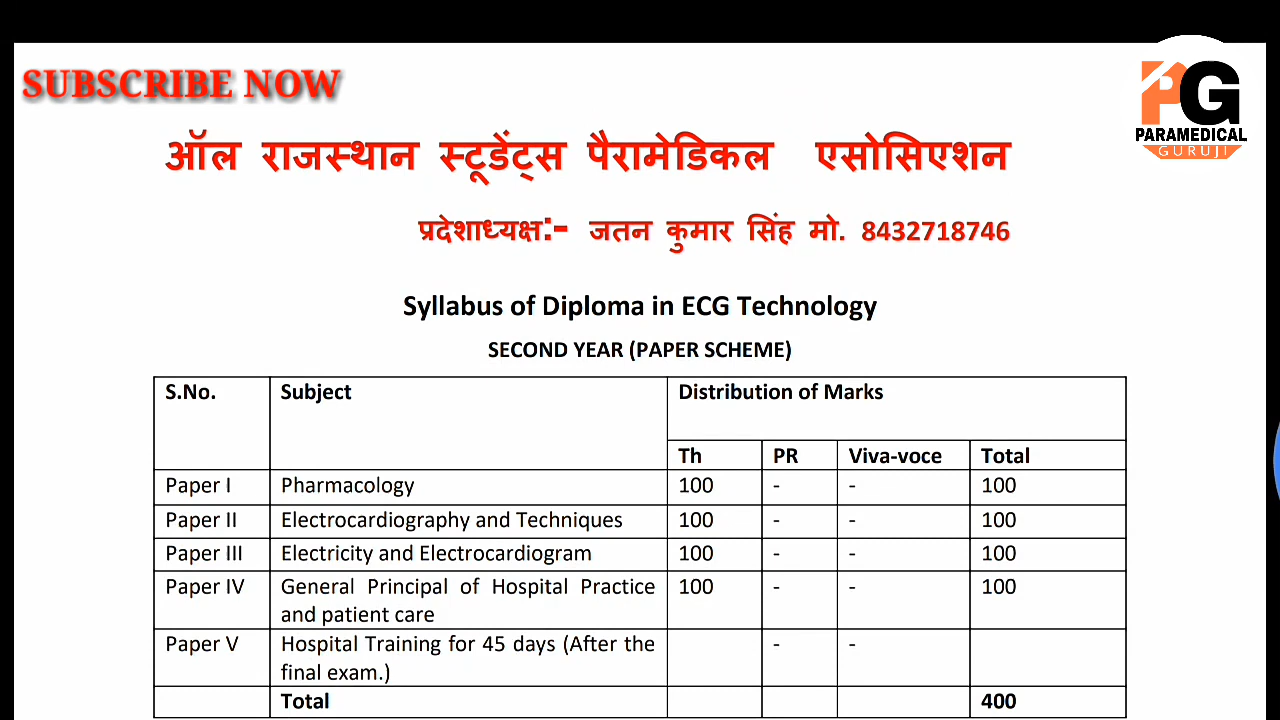 SUBSCRIBE NOW
PG
PARAMEDICAL
GURUJI
ऑल राजस्थान स्टूडेंट्स पैरामेडिकल एसोसिएशन
प्रदेशाध्यक्ष:- जतन कुमार सिंह मो. 8432718746
Syllabus of Diploma in ECG Technology
SECOND YEAR (PAPER SCHEME)
S.No. Subject Distribution of Marks
Th PR Viva-voce Total
Paper I Pharmacology 100 - - 100
Paper II Electrocardiography and Techniques 100 - - 100
Paper III Electricity and Electrocardiogram 100 - - 100
Paper IV General Principal of Hospital Practice 100 - - 100
and patient care
Paper V Hospital Training for 45 days (After the - -
final exam.)
Total 400